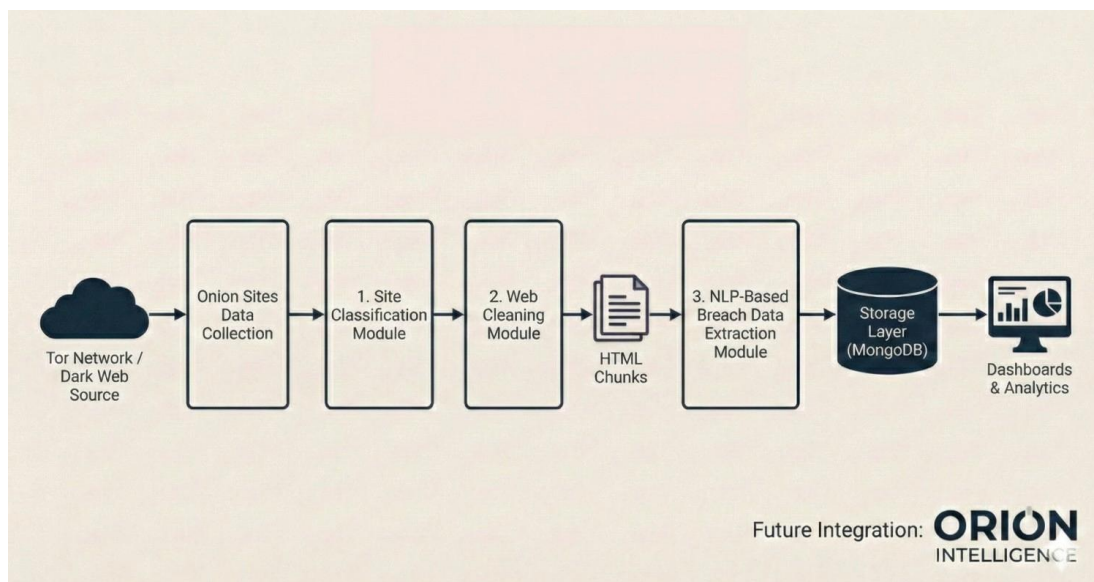 Tor Network /
Dark Web
Source
Onion Sites
Data
Collection
1. Site
Classification
Module
2. Web
Cleaning
Module
HTML
Chunks
3. NLP-Based
Breach Data
Extraction
Module
Storage
Layer
(MongoDB)
Dashboards
& Analytics
Future Integration:
ORION
INTELLIGENCE